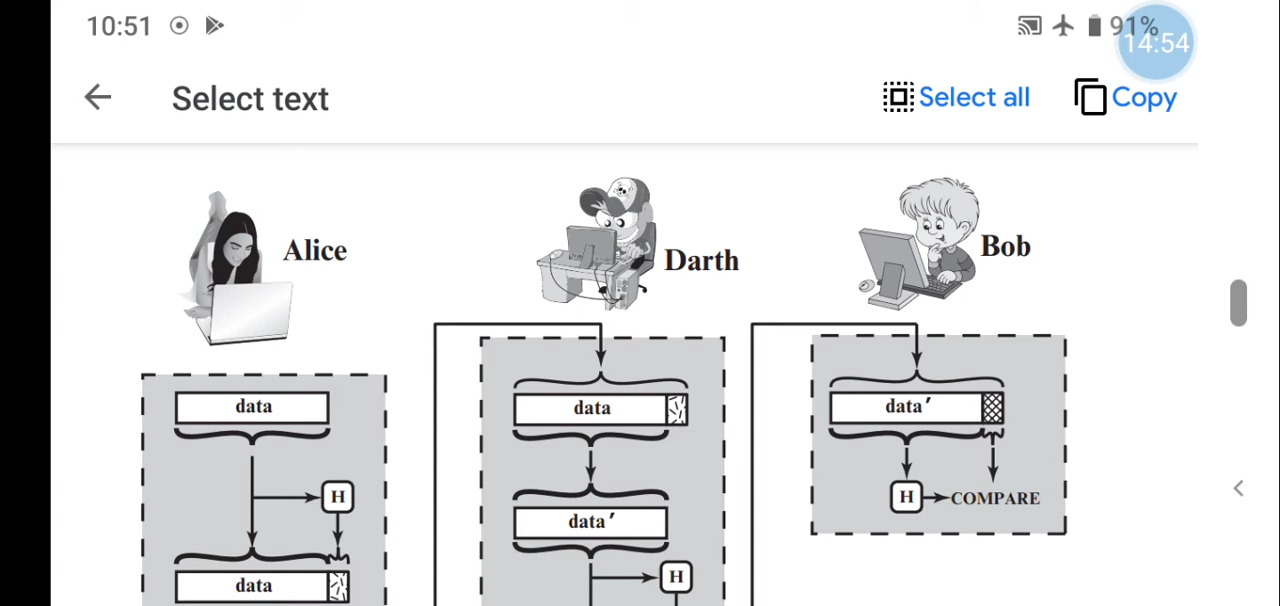 10:51
91%
14:54
Select text
Select all
Copy
Alice
Darth
Bob
data
H
data
data
data′
H
data′
H
COMPARE